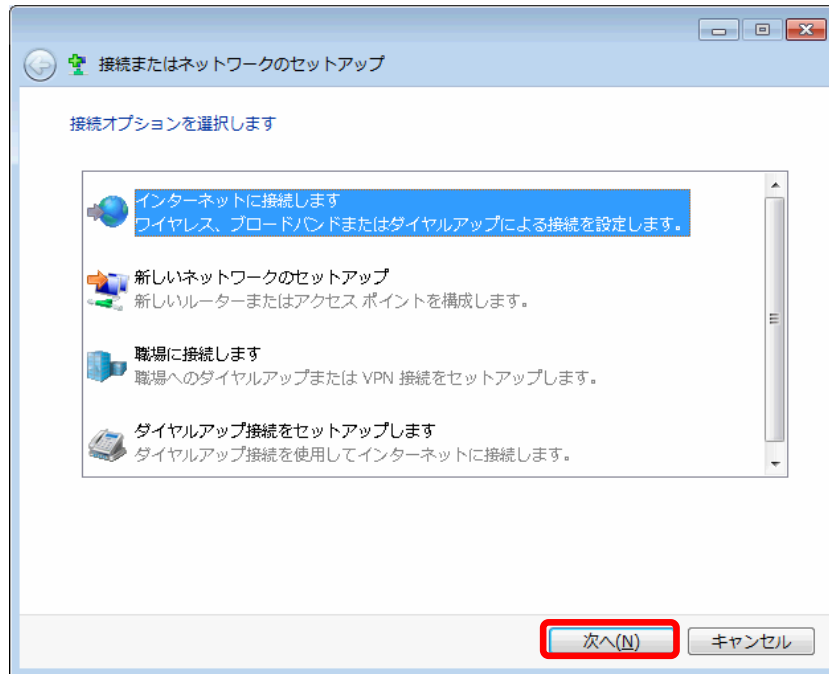 接続またはネットワークのセットアップ
接続オプションを選択します
インターネットに接続します
ワイヤレス、ブロードバンドまたはダイヤルアップによる接続を設定します。
新しいネットワークのセットアップ
新しいルーターまたはアクセス ポイントを構成します。
職場に接続します
職場へのダイヤルアップまたは VPN 接続をセットアップします。
ダイヤルアップ接続をセットアップします
ダイヤルアップ接続を使用してインターネットに接続します。
次へ(N)
キャンセル